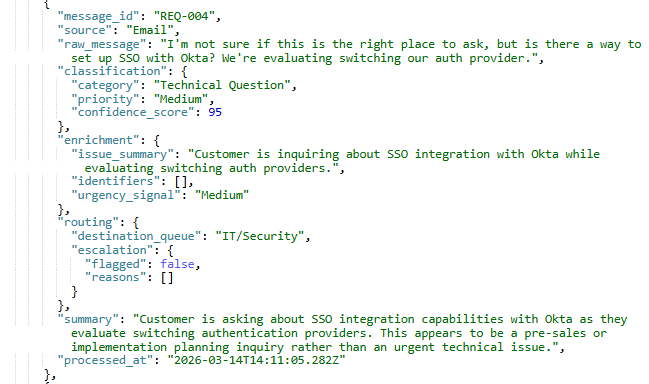 {
"message_id": "REQ-004",
"source": "Email",
"raw_message": "I'm not sure if this is the right place to ask, but is there a way to
set up SSO with Okta? We're evaluating switching our auth provider.",
"classification": {
"category": "Technical Question",
"priority": "Medium",
"confidence_score": 95
},
"enrichment": {
"issue_summary": "Customer is inquiring about SSO integration with Okta while
evaluating switching auth providers.",
"identifiers": [],
"urgency_signal": "Medium"
},
"routing": {
"destination_queue": "IT/Security",
"escalation": {
"flagged": false,
"reasons": []
}
},
"summary": "Customer is asking about SSO integration capabilities with Okta as they
evaluate switching authentication providers. This appears to be a pre-sales or
implementation planning inquiry rather than an urgent technical issue.",
"processed_at": "2026-03-14T14:11:05.282Z"
},